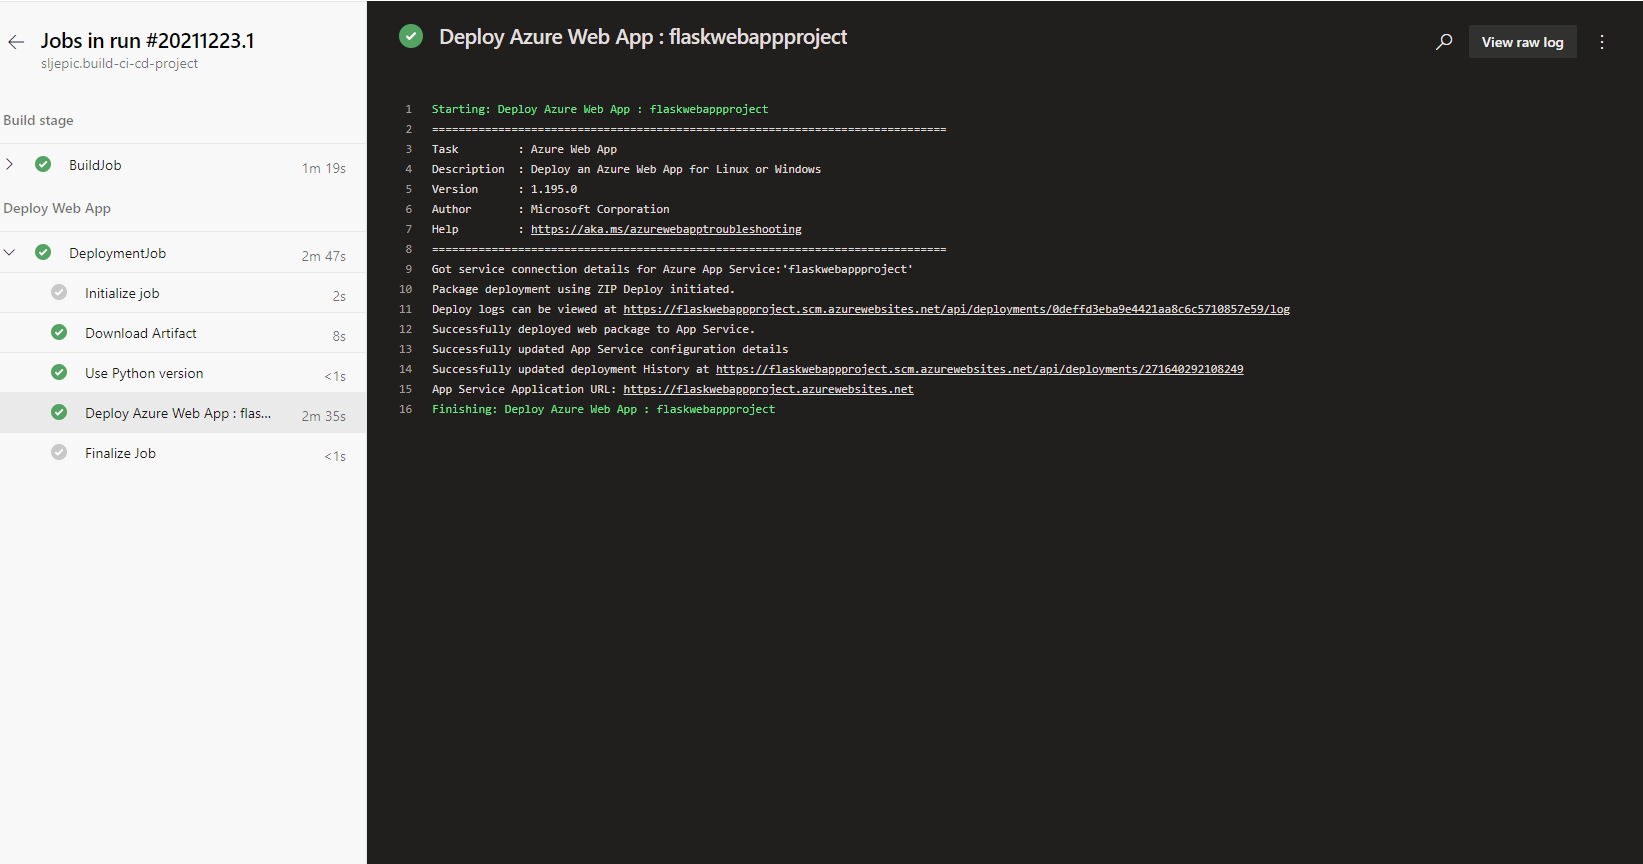 Jobs in run #20211223.1
sljepic.build-ci-cd-project
Build stage
BuildJob 1m 19s
Deploy Web App
DeploymentJob 2m 47s
Initialize job 2s
Download Artifact 8s
Use Python version <1s
Deploy Azure Web App : flas... 2m 35s
Finalize Job <1s
Deploy Azure Web App : flaskwebappproject
View raw log
1 Starting: Deploy Azure Web App : flaskwebappproject
2 ==============================================================================
3 Task : Azure Web App
4 Description : Deploy an Azure Web App for Linux or Windows
5 Version : 1.195.0
6 Author : Microsoft Corporation
7 Help : https://aka.ms/azurewebapptroubleshooting
8 ==============================================================================
9 Got service connection details for Azure App Service:'flaskwebappproject'
10 Package deployment using ZIP Deploy initiated.
11 Deploy logs can be viewed at https://flaskwebappproject.scm.azurewebsites.net/api/deployments/0deffd3eba9e4421aa8c6c5710857e59/log
12 Successfully deployed web package to App Service.
13 Successfully updated App Service configuration details
14 Successfully updated deployment History at https://flaskwebappproject.scm.azurewebsites.net/api/deployments/271640292108249
15 App Service Application URL: https://flaskwebappproject.azurewebsites.net
16 Finishing: Deploy Azure Web App : flaskwebappproject